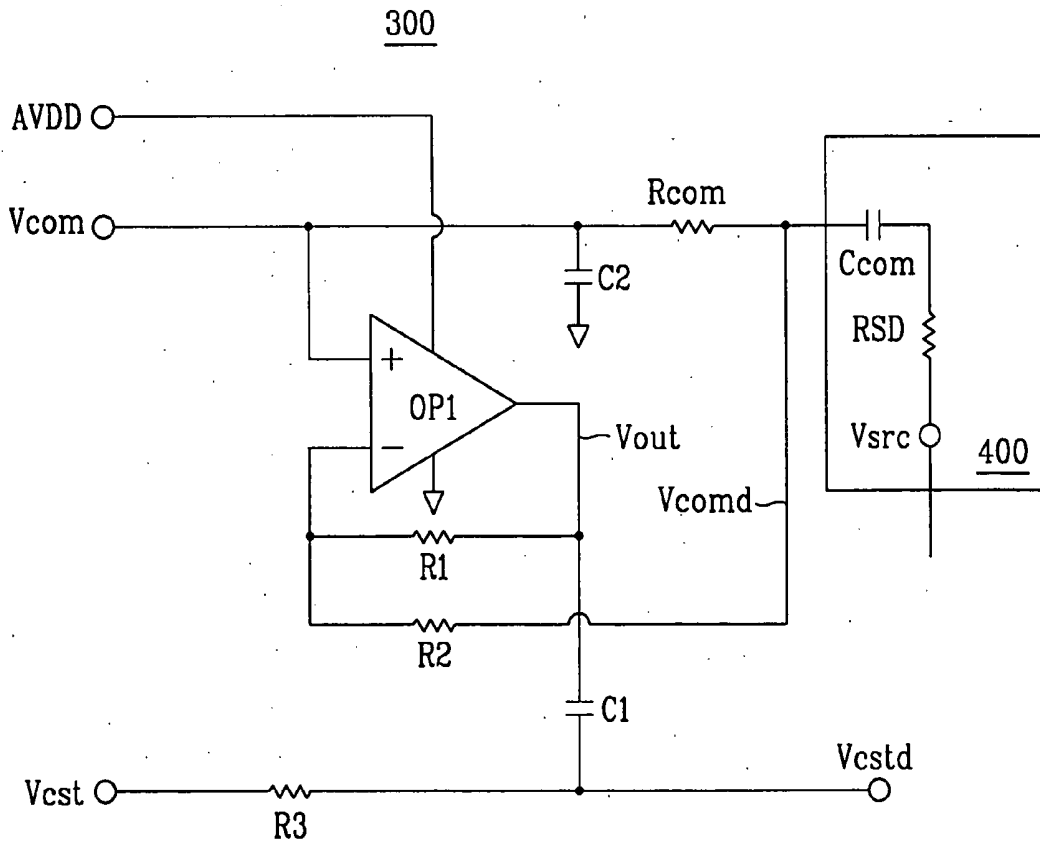 300
AVDD
Vcom
Rcom
C2
Ccom
RSD
+
OP1
−
Vout
Vsrc
400
Vcomd
R1
R2
C1
Vcst
R3
Vcstd